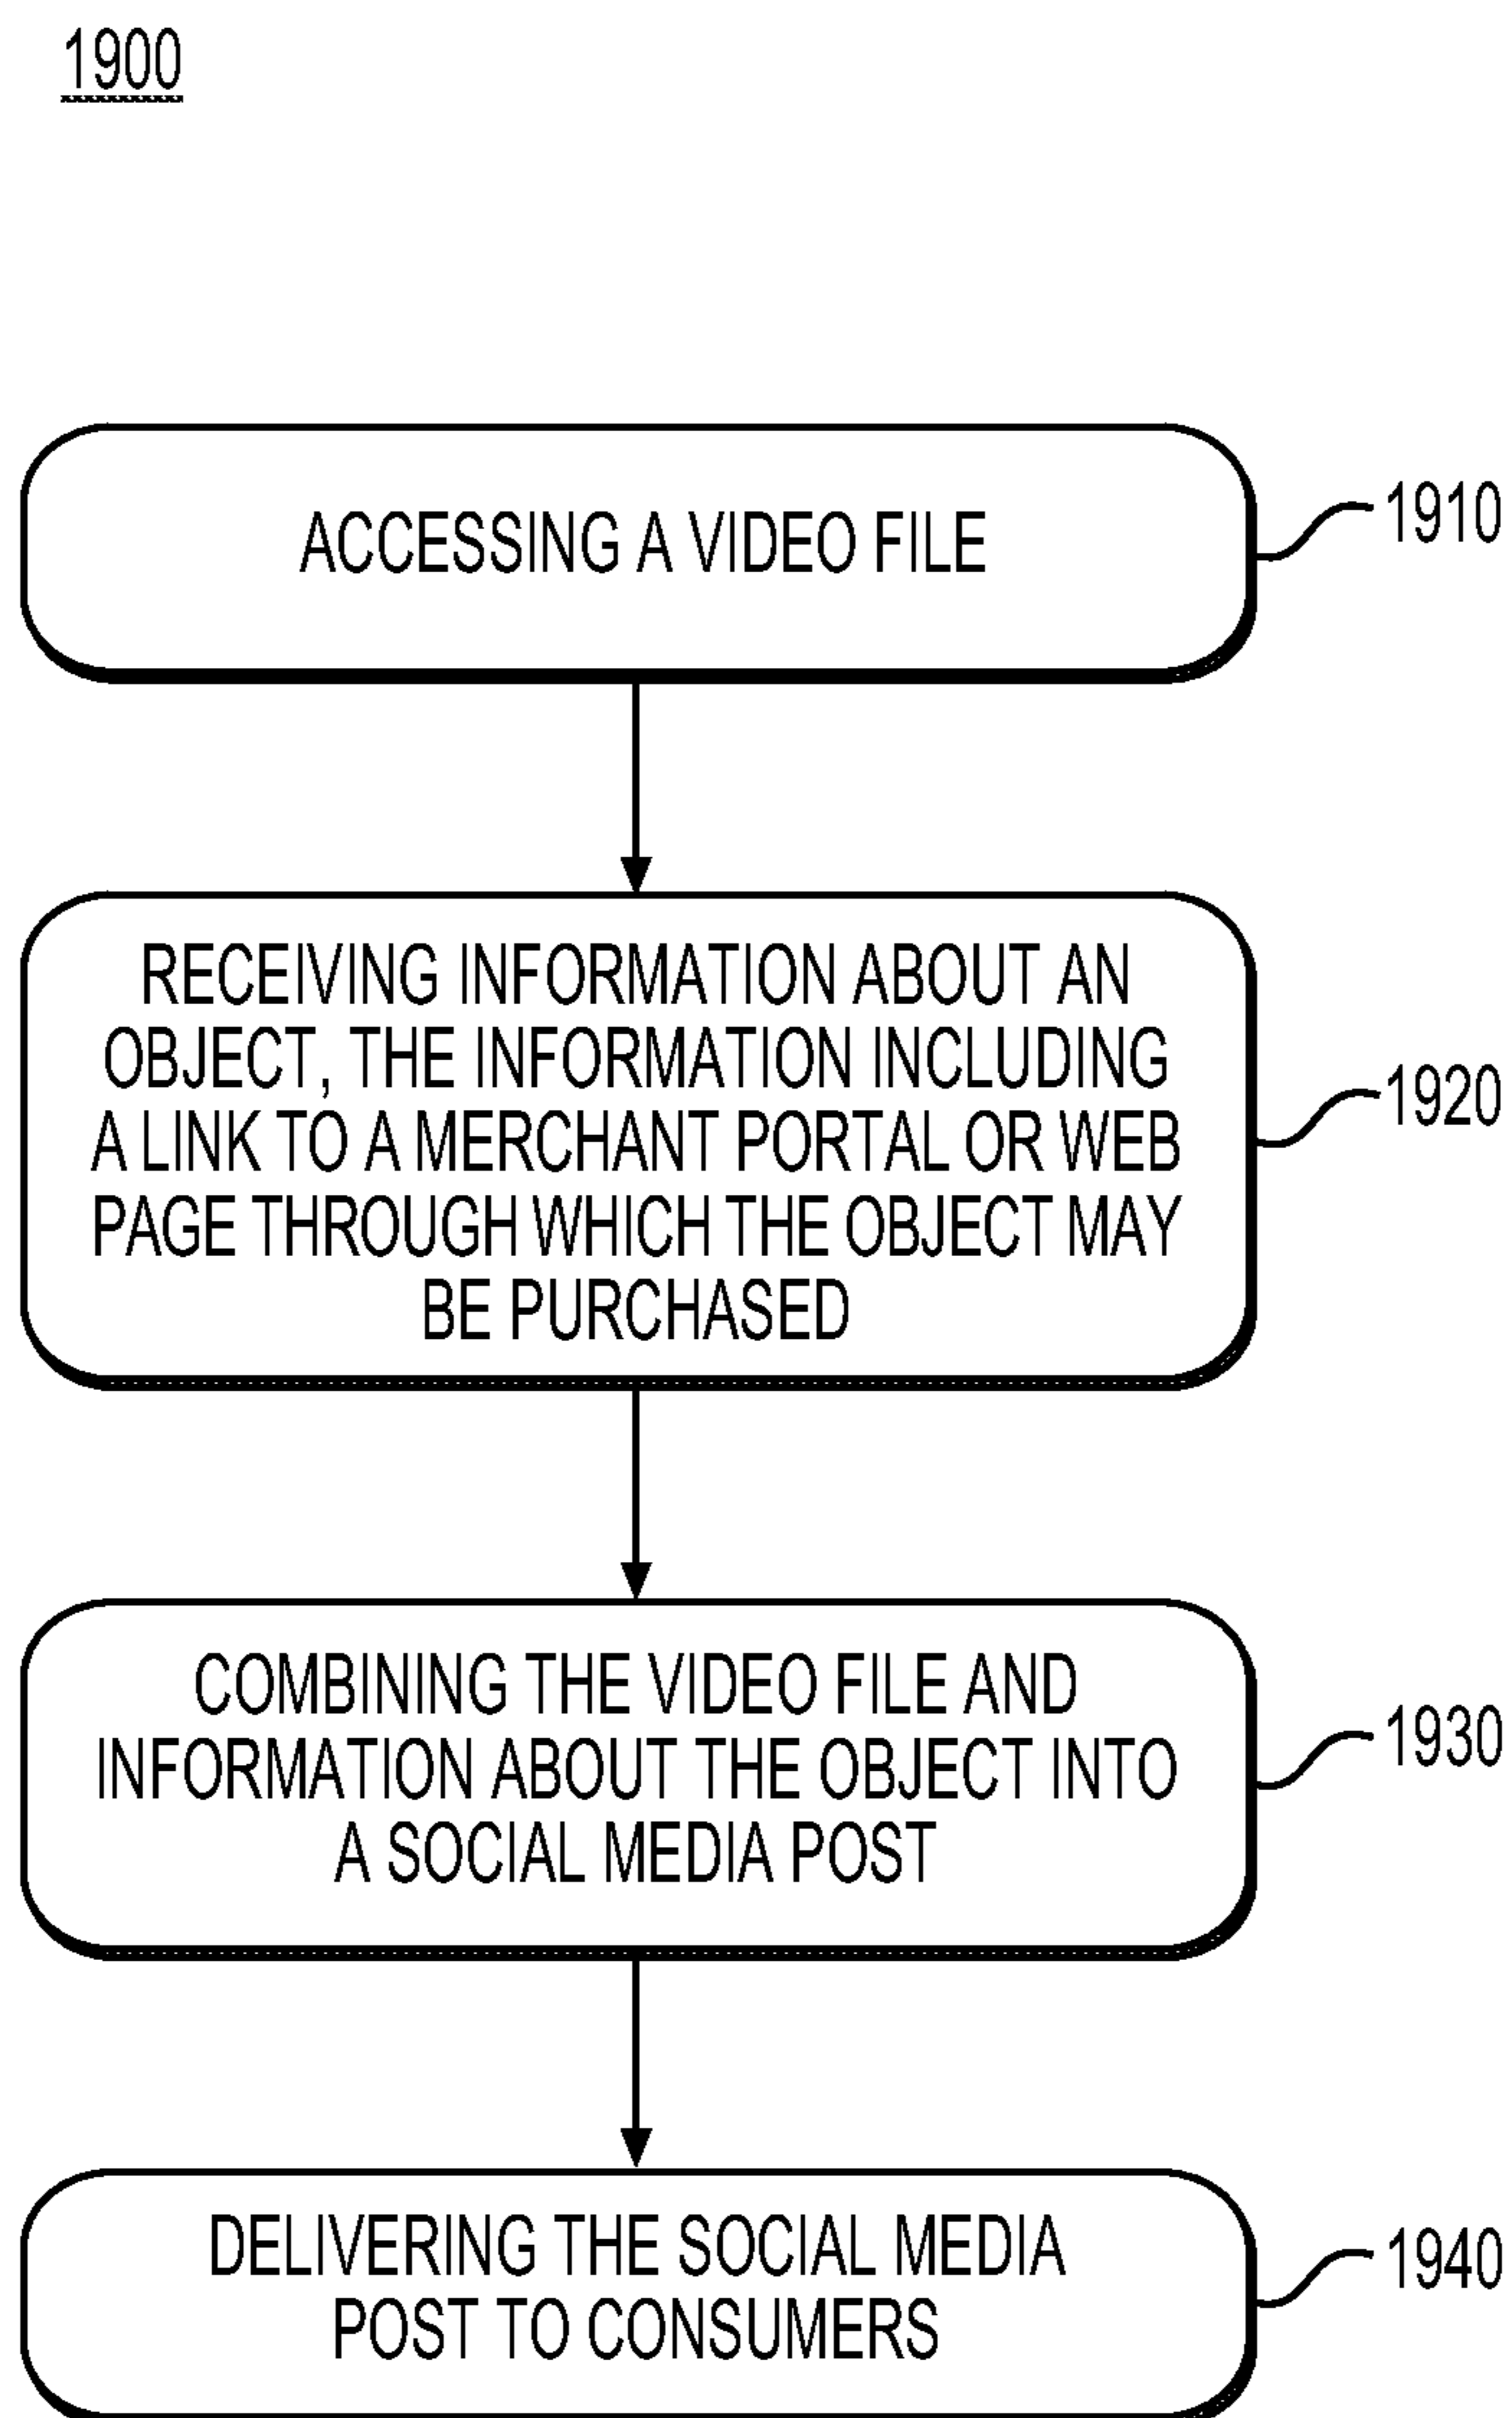 1900
ACCESSING A VIDEO FILE
1910
RECEIVING INFORMATION ABOUT AN
OBJECT, THE INFORMATION INCLUDING
A LINK TO A MERCHANT PORTAL OR WEB
PAGE THROUGH WHICH THE OBJECT MAY
BE PURCHASED
1920
COMBINING THE VIDEO FILE AND
INFORMATION ABOUT THE OBJECT INTO
A SOCIAL MEDIA POST
1930
DELIVERING THE SOCIAL MEDIA
POST TO CONSUMERS
1940